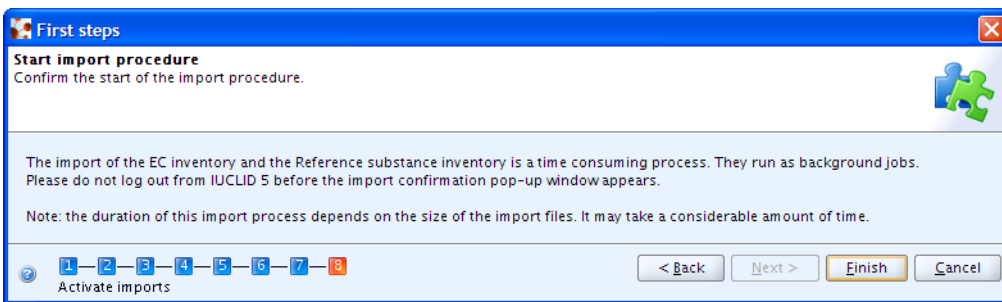 First steps
Start import procedure
Confirm the start of the import procedure.
The import of the EC inventory and the Reference substance inventory is a time consuming process. They run as background jobs.
Please do not log out from IUCLID 5 before the import confirmation pop-up window appears.
Note: the duration of this import process depends on the size of the import files. It may take a considerable amount of time.
1 2 3 4 5 6 7 8
< Back Next > Finish Cancel
Activate imports